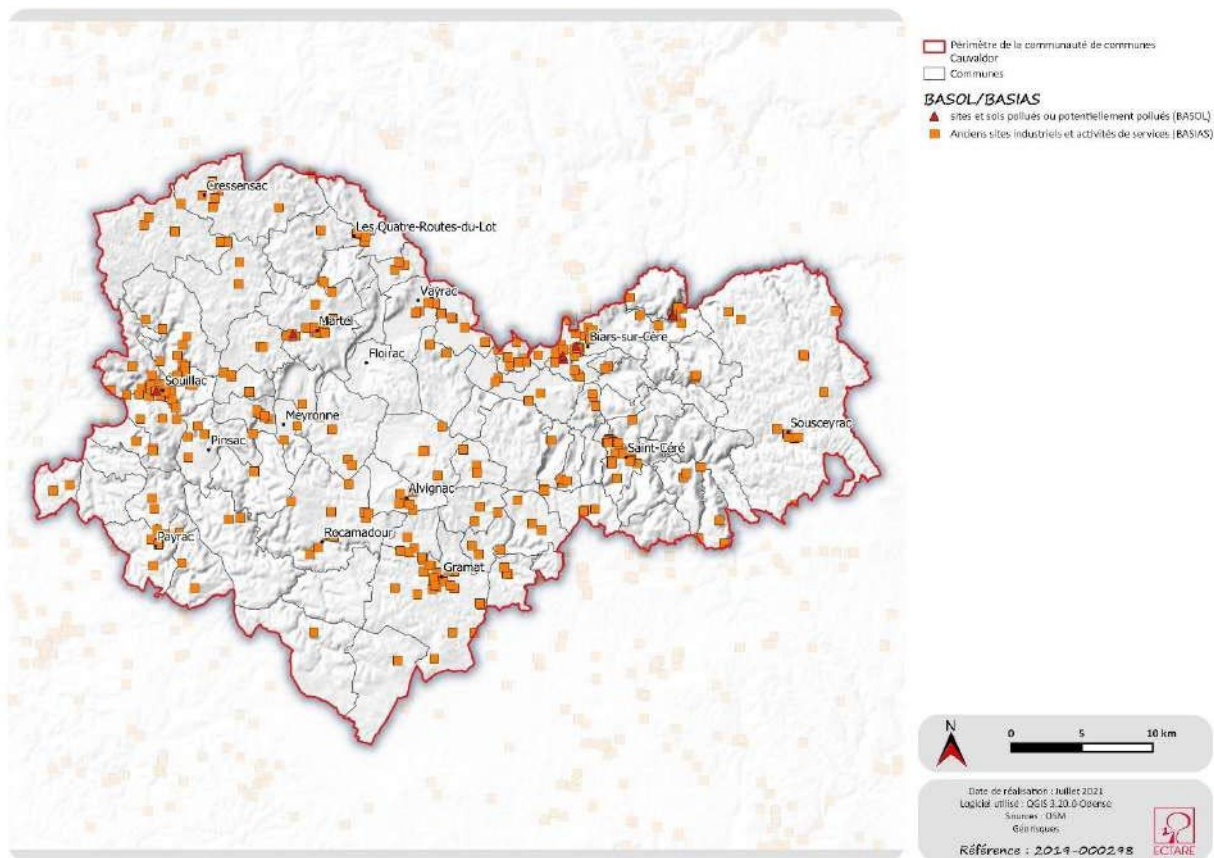 Périmètre de la communauté de communes
Cauvaldor
Communes
BASOL/BASIAS
sites et sols pollués ou potentiellement pollués (BASOL)
Anciens sites industriels et activités de services (BASIAS)
Cressensac
Les Quatre-Routes-du-Lot
Vayrac
Martel
Biars-sur-Cère
Floirac
Souillac
Meyronne
Sousceyrac
Pinsac
Saint-Céré
Alvignac
Payrac
Rocamadour
Gramat
N
0 5 10 km
Date de réalisation : Juillet 2021
Logiciel utilisé : QGIS 3.20.0-Odense
Sources : OSM
Géorisques
Référence : 2019-000298
ECTARE